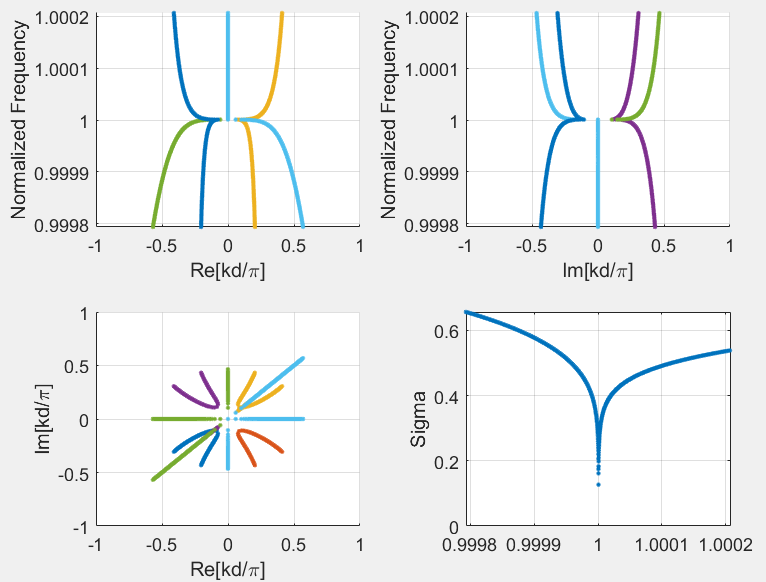 Normalized Frequency
1.0002
1.0001
1
0.9999
0.9998
-1 -0.5 0 0.5 1
Re[kd/π]
Normalized Frequency
1.0002
1.0001
1
0.9999
0.9998
-1 -0.5 0 0.5 1
Im[kd/π]
Im[kd/π]
1
0.5
0
-0.5
-1
-1 -0.5 0 0.5 1
Re[kd/π]
Sigma
0.6
0.4
0.2
0
0.9998 0.9999 1 1.0001 1.0002